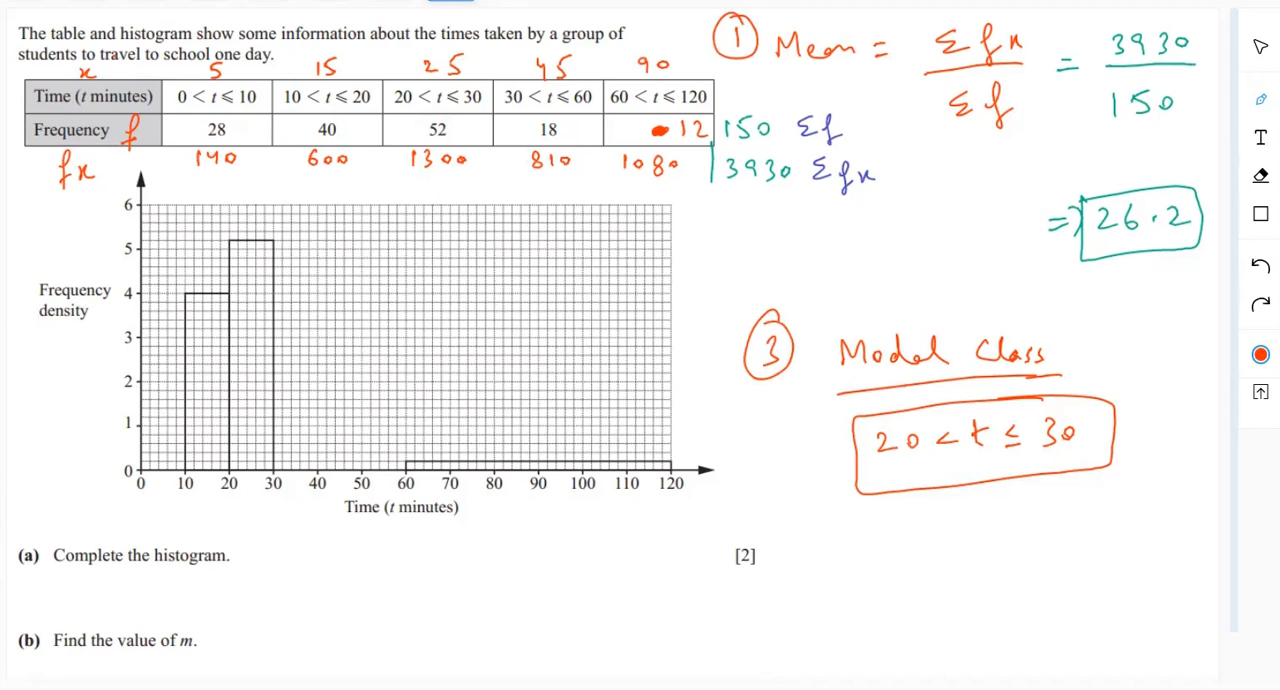 The table and histogram show some information about the times taken by a group of
students to travel to school one day.
x 5 15 25 45 90
Time (t minutes) 0 < t ⩽ 10 10 < t ⩽ 20 20 < t ⩽ 30 30 < t ⩽ 60 60 < t ⩽ 120
Frequency f 28 40 52 18 12 150 Σf
fx 140 600 1300 810 1080 3930 Σfx
① Mean = Σfx / Σf = 3930 / 150
=> 26.2
③ Model Class
20 < t ≤ 30
6
5
Frequency
density
4
3
2
1
0
0 10 20 30 40 50 60 70 80 90 100 110 120
Time (t minutes)
(a) Complete the histogram. [2]
(b) Find the value of m.
T